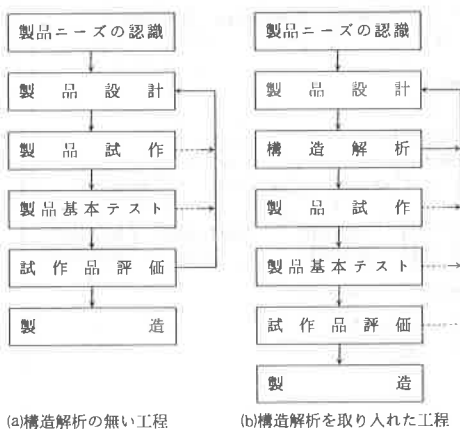 製品ニーズの認識
製品設計
製品試作
製品基本テスト
試作品評価
製造
(a)構造解析の無い工程
製品ニーズの認識
製品設計
構造解析
製品試作
製品基本テスト
試作品評価
製造
(b)構造解析を取り入れた工程